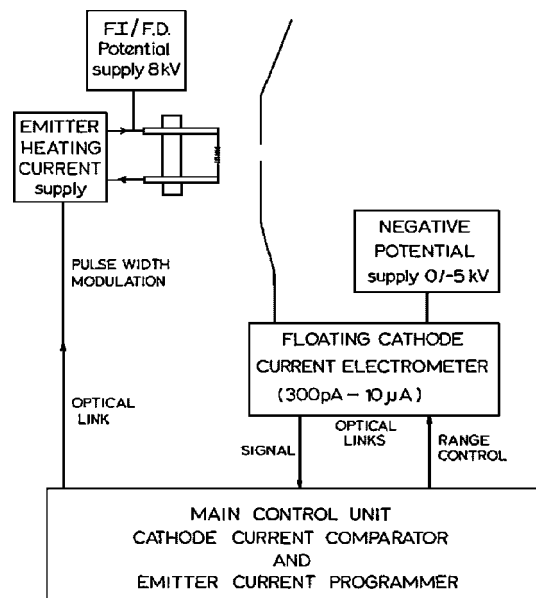 F.I/F.D.
Potential
supply 8kV
EMITTER
HEATING
CURRENT
supply
PULSE WIDTH
MODULATION
OPTICAL
LINK
NEGATIVE
POTENTIAL
supply 0/-5 kV
FLOATING CATHODE
CURRENT ELECTROMETER
(300pA - 10µA)
SIGNAL
OPTICAL
LINKS
RANGE
CONTROL
MAIN CONTROL UNIT
CATHODE CURRENT COMPARATOR
AND
EMITTER CURRENT PROGRAMMER